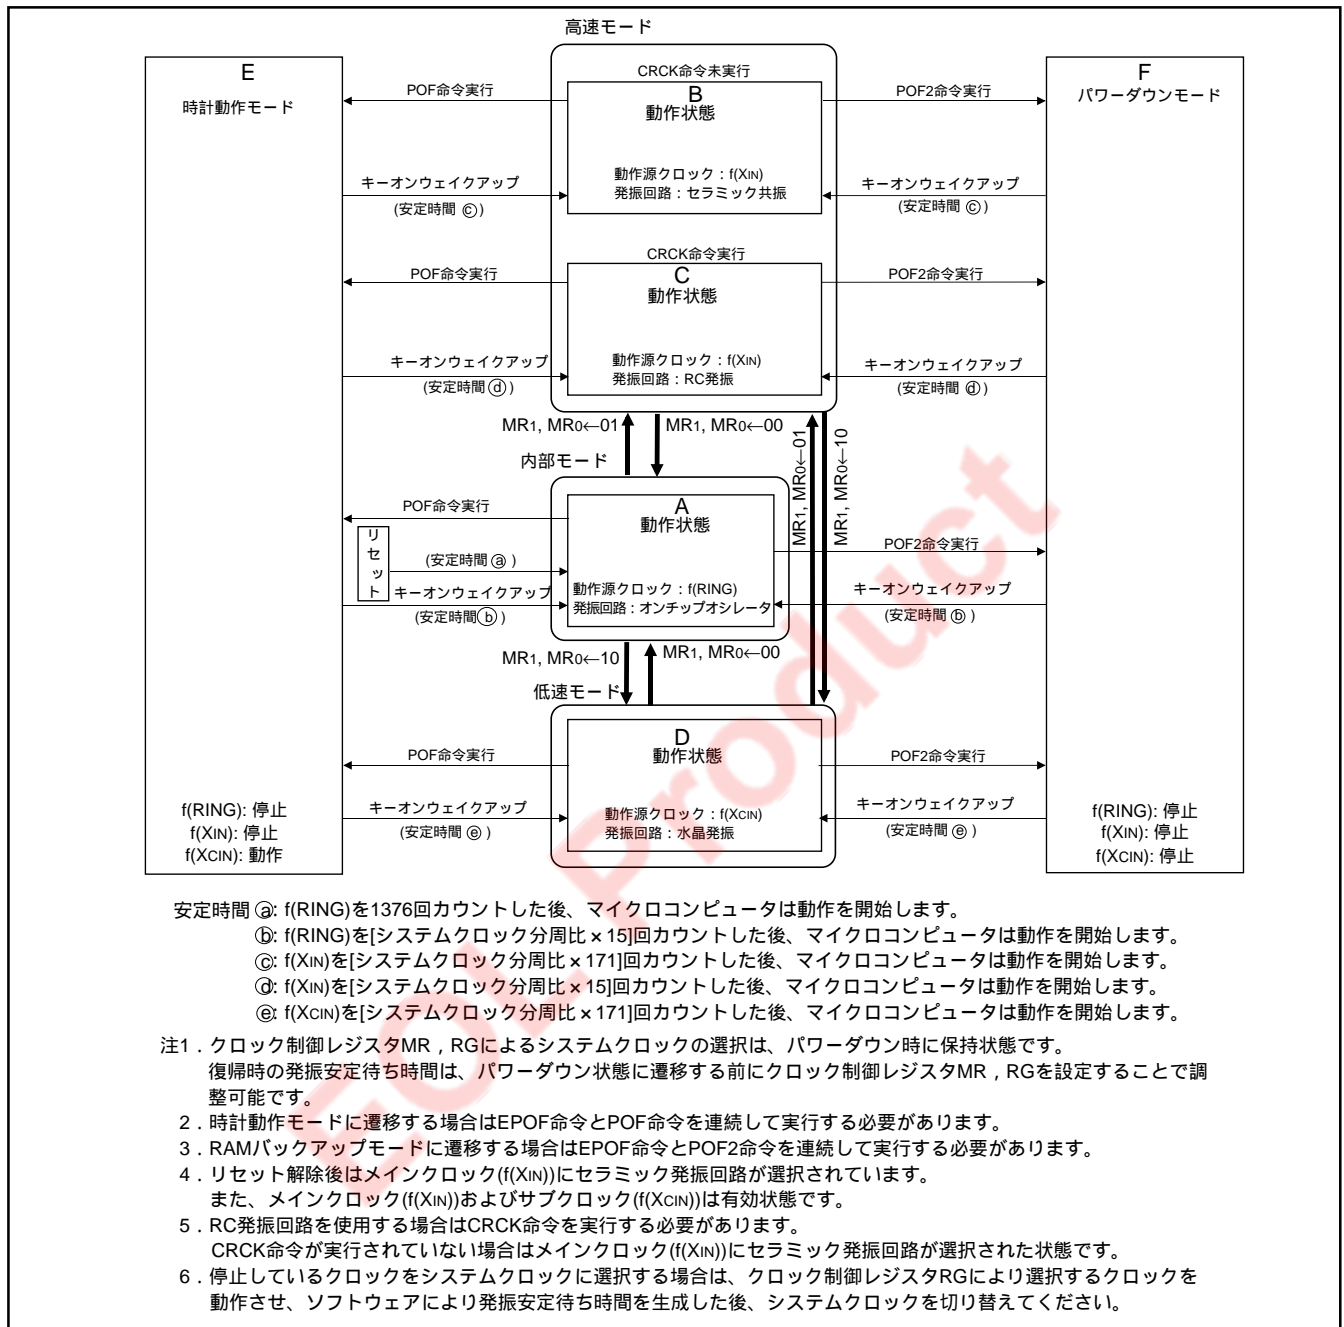 高速モード
E
時計動作モード
POF命令実行
CRCK命令未実行
B
動作状態
POF2命令実行
F
パワーダウンモード
動作源クロック：f(XIN)
発振回路：セラミック共振
キーオンウェイクアップ
(安定時間 ⓒ)
キーオンウェイクアップ
(安定時間 ⓒ)
CRCK命令実行
POF命令実行
C
動作状態
POF2命令実行
動作源クロック：f(XIN)
発振回路：RC発振
キーオンウェイクアップ
(安定時間 ⓓ)
キーオンウェイクアップ
(安定時間 ⓓ)
MR1, MR0←01
MR1, MR0←00
MR1, MR0←01
MR1, MR0←10
内部モード
POF命令実行
A
動作状態
リセット
(安定時間 ⓐ)
POF2命令実行
動作源クロック：f(RING)
発振回路：オンチップオシレータ
キーオンウェイクアップ
(安定時間 ⓑ)
キーオンウェイクアップ
(安定時間 ⓑ)
MR1, MR0←10
MR1, MR0←00
低速モード
POF命令実行
D
動作状態
POF2命令実行
動作源クロック：f(XCIN)
発振回路：水晶発振
キーオンウェイクアップ
(安定時間 ⓔ)
キーオンウェイクアップ
(安定時間 ⓔ)
f(RING): 停止
f(XIN): 停止
f(XCIN): 動作
f(RING): 停止
f(XIN): 停止
f(XCIN): 停止
安定時間 ⓐ: f(RING)を1376回カウントした後、マイクロコンピュータは動作を開始します。
ⓑ: f(RING)を[システムクロック分周比×15]回カウントした後、マイクロコンピュータは動作を開始します。
ⓒ: f(XIN)を[システムクロック分周比×171]回カウントした後、マイクロコンピュータは動作を開始します。
ⓓ: f(XIN)を[システムクロック分周比×15]回カウントした後、マイクロコンピュータは動作を開始します。
ⓔ: f(XCIN)を[システムクロック分周比×171]回カウントした後、マイクロコンピュータは動作を開始します。
注1．クロック制御レジスタMR，RGによるシステムクロックの選択は、パワーダウン時に保持状態です。
復帰時の発振安定待ち時間は、パワーダウン状態に遷移する前にクロック制御レジスタMR，RGを設定することで調
整可能です。
2．時計動作モードに遷移する場合はEPOF命令とPOF命令を連続して実行する必要があります。
3．RAMバックアップモードに遷移する場合はEPOF命令とPOF2命令を連続して実行する必要があります。
4．リセット解除後はメインクロック(f(XIN))にセラミック発振回路が選択されています。
また、メインクロック(f(XIN))およびサブクロック(f(XCIN))は有効状態です。
5．RC発振回路を使用する場合はCRCK命令を実行する必要があります。
CRCK命令が実行されていない場合はメインクロック(f(XIN))にセラミック発振回路が選択された状態です。
6．停止しているクロックをシステムクロックに選択する場合は、クロック制御レジスタRGにより選択するクロックを
動作させ、ソフトウェアにより発振安定待ち時間を生成した後、システムクロックを切り替えてください。
EOL Product